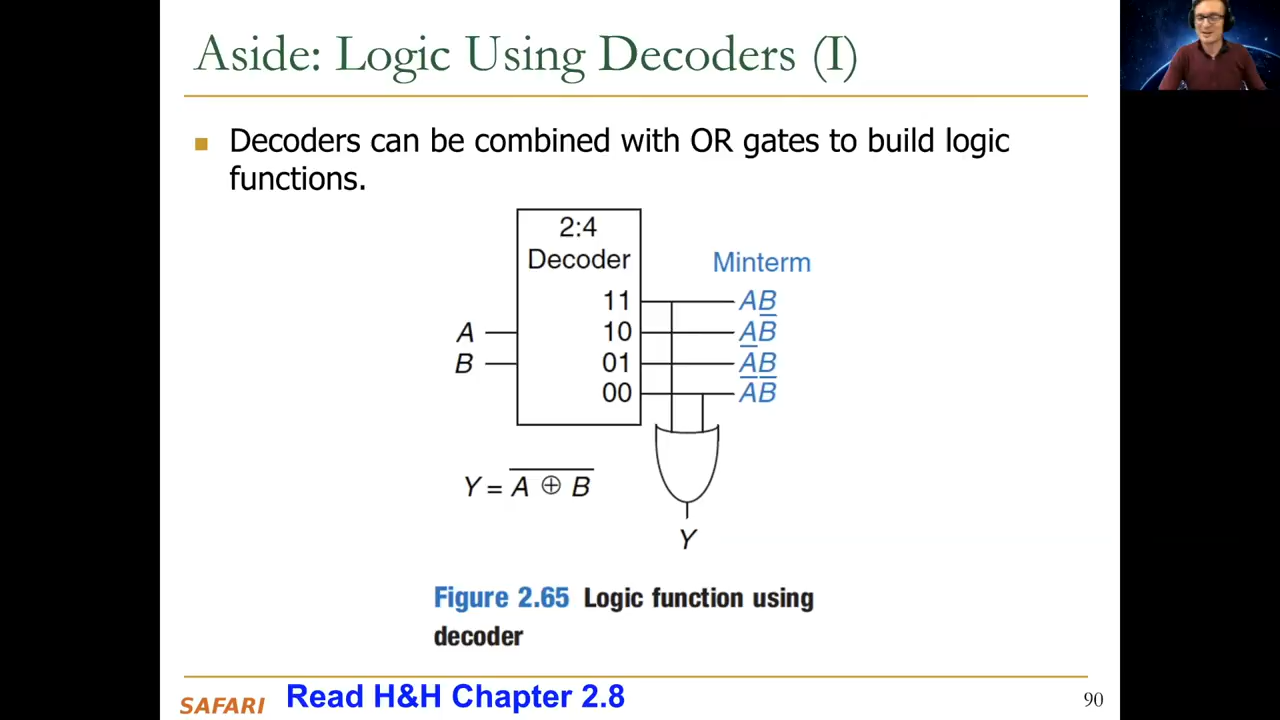 Aside: Logic Using Decoders (I)
■ Decoders can be combined with OR gates to build logic
functions.
2:4
Decoder
Minterm
11
AB
A
10
AB̅
B
01
A̅B
00
A̅B̅
Y = A̅ ̅⊕̅ ̅B̅
Y
Figure 2.65 Logic function using
decoder
SAFARI Read H&H Chapter 2.8
90